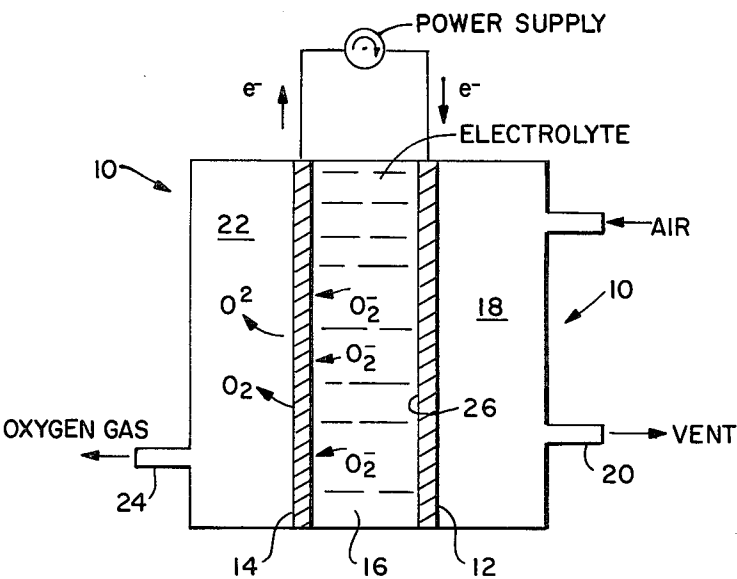 POWER SUPPLY
e⁻
e⁻
ELECTROLYTE
10
22
AIR
18
10
O₂⁻
O²
O₂⁻
O₂
26
OXYGEN GAS
VENT
O₂⁻
20
24
14
16
12